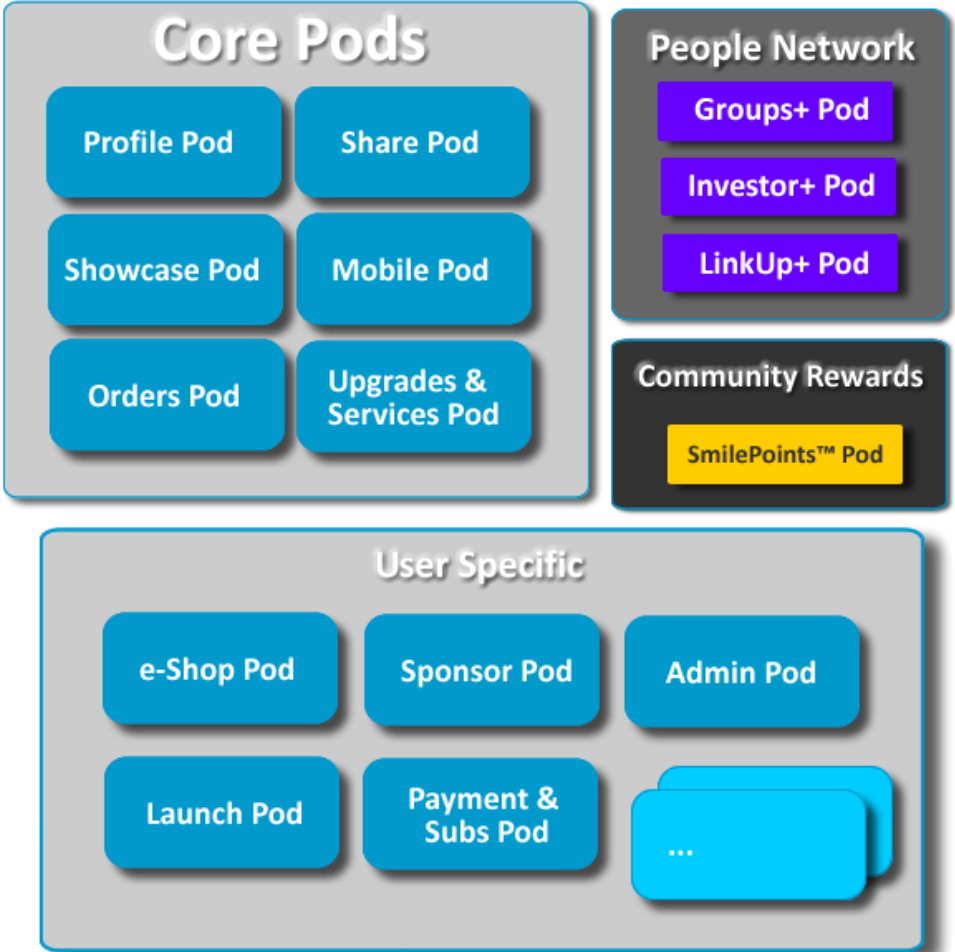 Core Pods
Profile Pod
Share Pod
Showcase Pod
Mobile Pod
Orders Pod
Upgrades &
Services Pod
People Network
Groups+ Pod
Investor+ Pod
LinkUp+ Pod
Community Rewards
SmilePoints™ Pod
User Specific
e-Shop Pod
Sponsor Pod
Admin Pod
Launch Pod
Payment &
Subs Pod
...